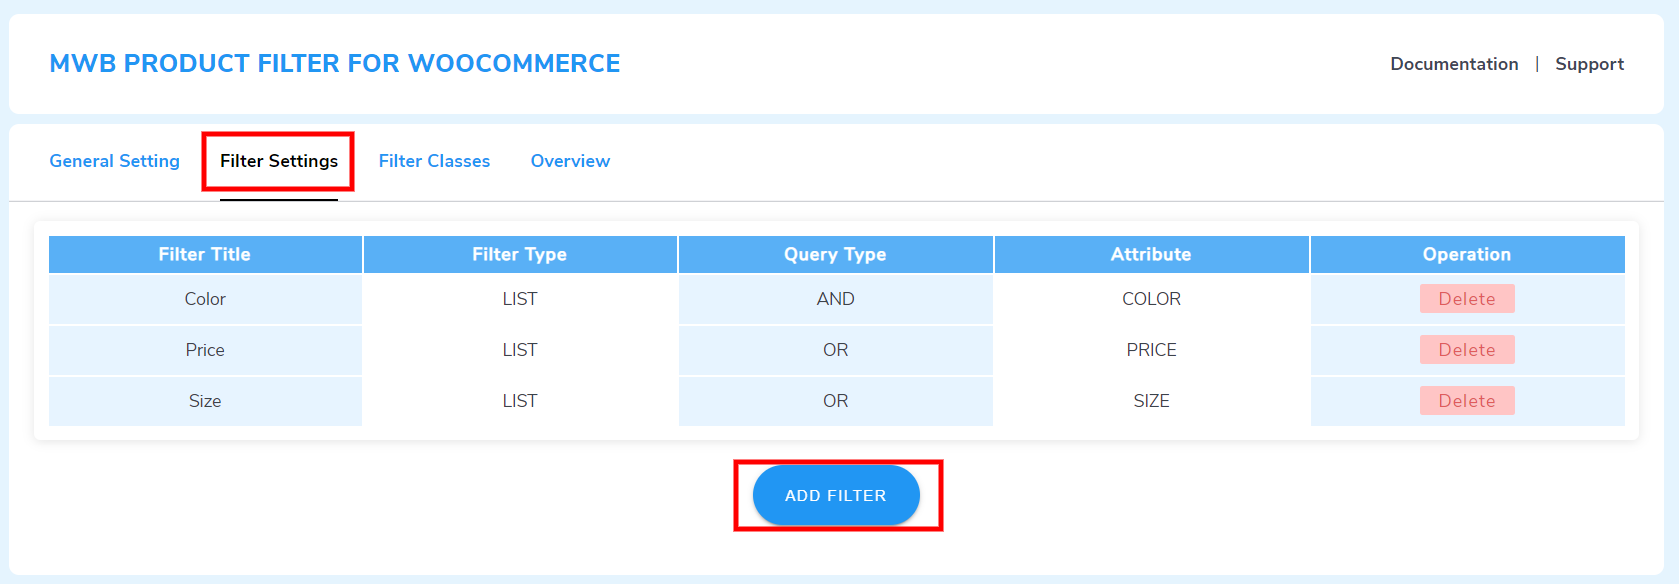 MWB PRODUCT FILTER FOR WOOCOMMERCE
Documentation | Support
General Setting Filter Settings Filter Classes Overview
Filter Title Filter Type Query Type Attribute Operation
Color LIST AND COLOR Delete
Price LIST OR PRICE Delete
Size LIST OR SIZE Delete
ADD FILTER